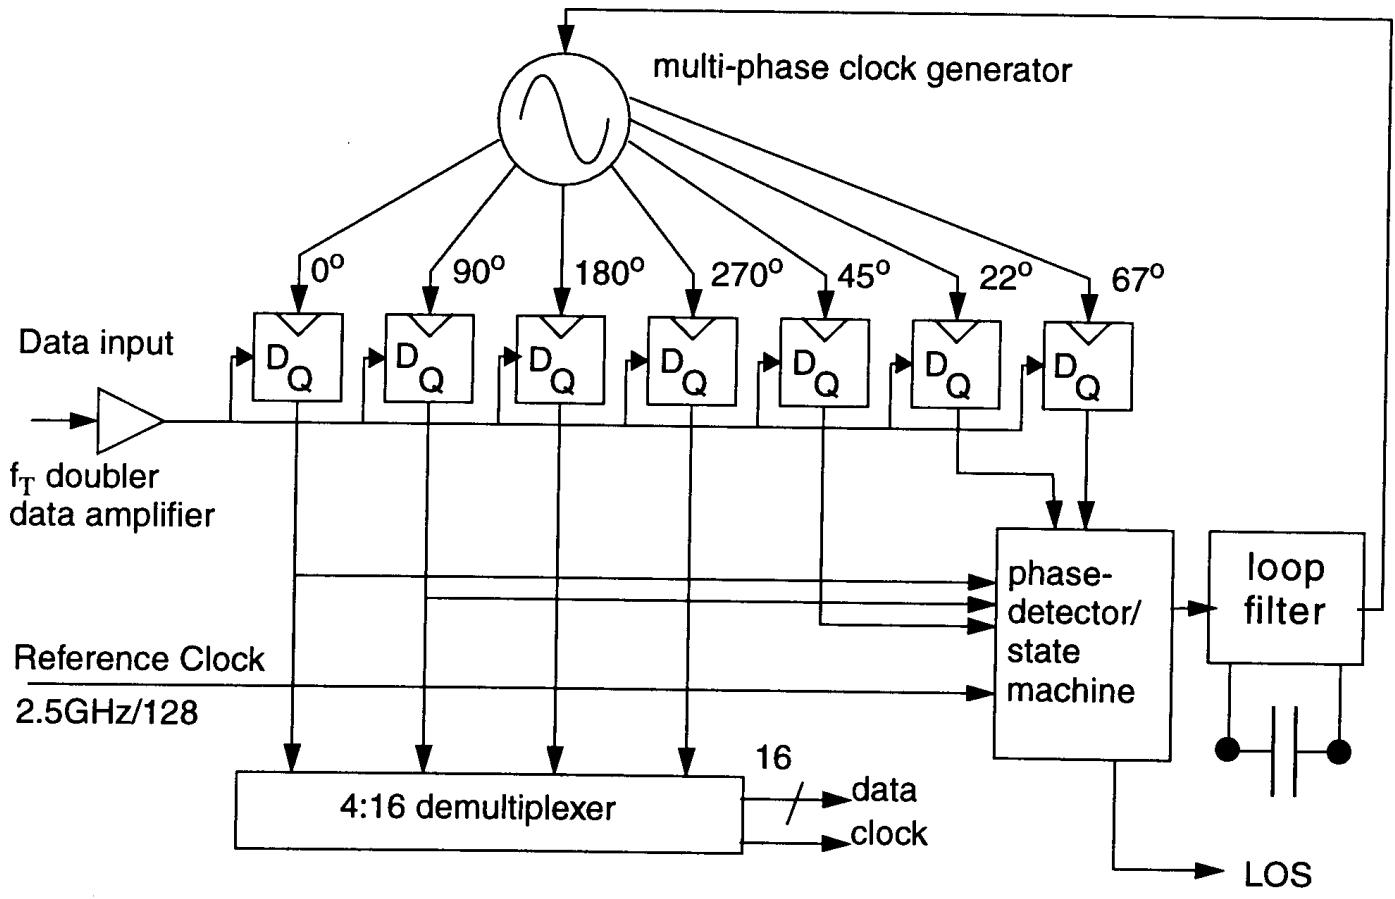 multi-phase clock generator
0° 90° 180° 270° 45° 22° 67°
Data input
D D D D D D D
Q Q Q Q Q Q Q
fT doubler
data amplifier
phase-
detector/
state
machine
loop
filter
Reference Clock
2.5GHz/128
16
4:16 demultiplexer
data
clock
LOS